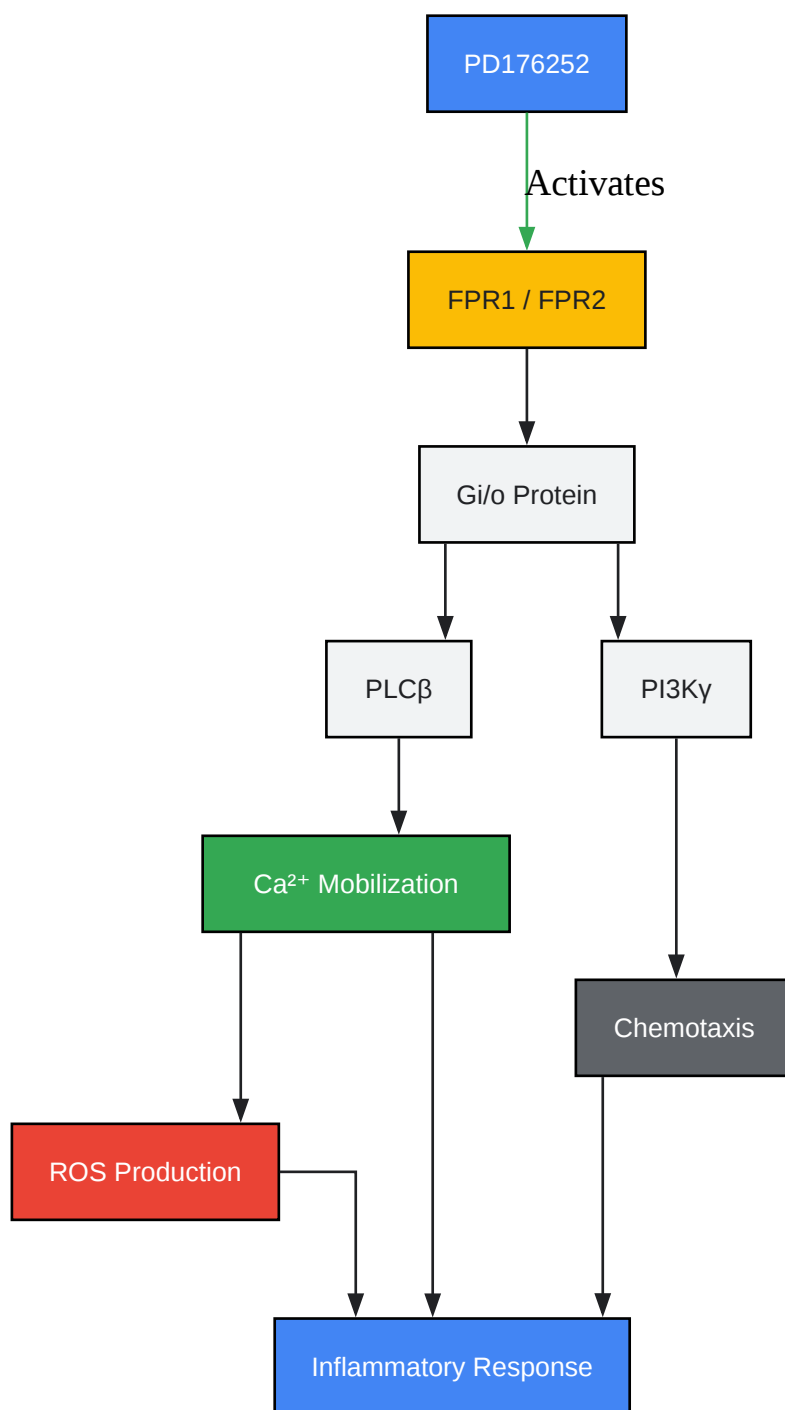 PD176252
Activates
FPR1 / FPR2
Gi/o Protein
PLCβ
PI3Kγ
Ca²⁺ Mobilization
Chemotaxis
ROS Production
Inflammatory Response